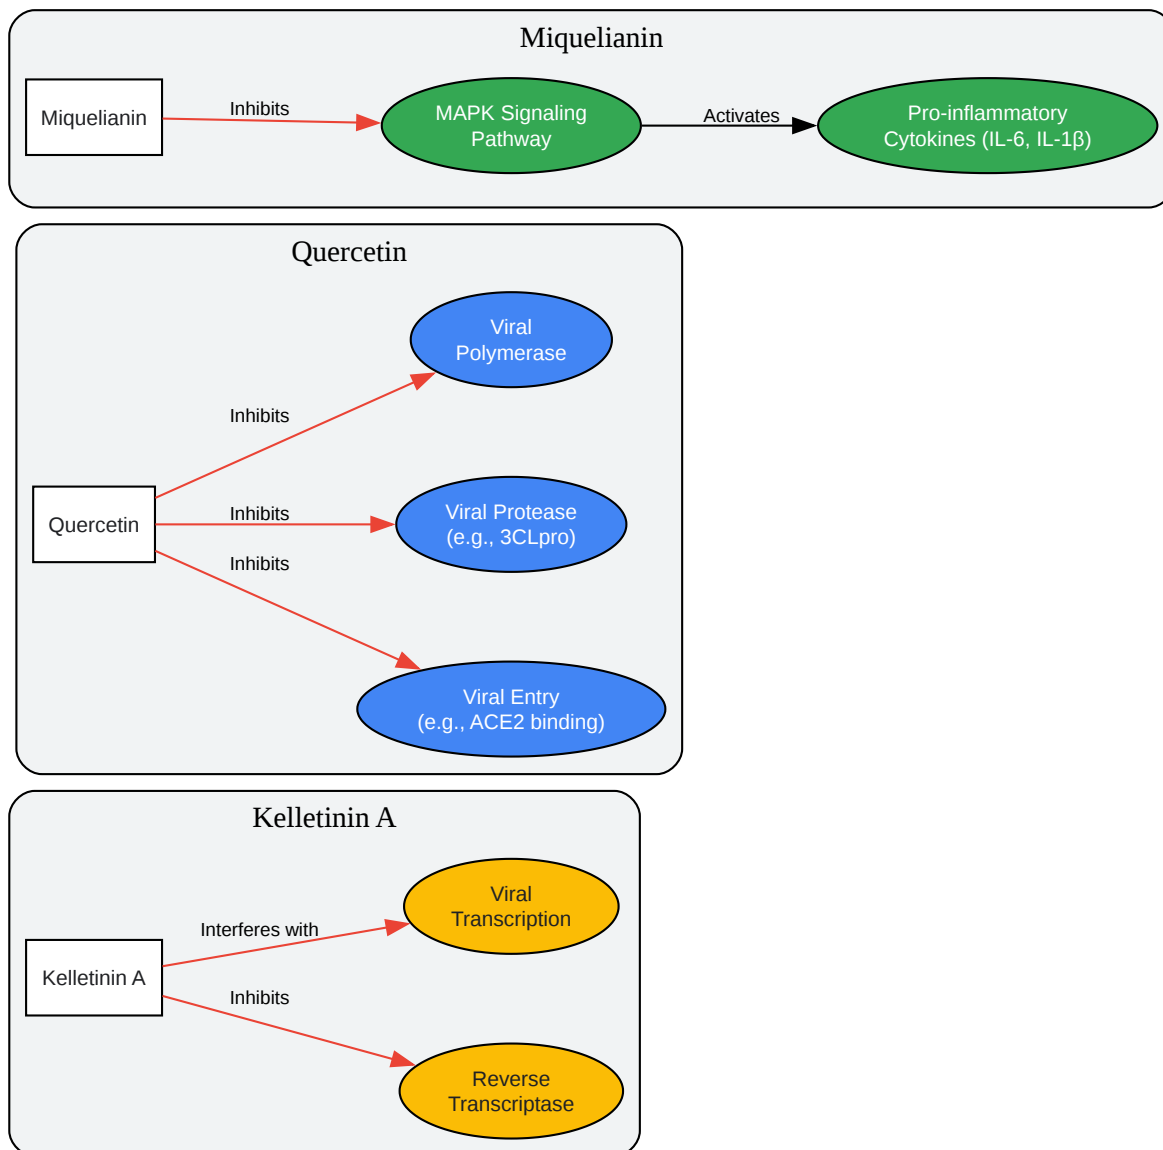 Miquelianin
Miquelianin
Inhibits
MAPK Signaling
Pathway
Activates
Pro-inflammatory
Cytokines (IL-6, IL-1β)
Quercetin
Viral
Polymerase
Inhibits
Quercetin
Inhibits
Viral Protease
(e.g., 3CLpro)
Inhibits
Viral Entry
(e.g., ACE2 binding)
Kelletinin A
Viral
Transcription
Interferes with
Kelletinin A
Inhibits
Reverse
Transcriptase